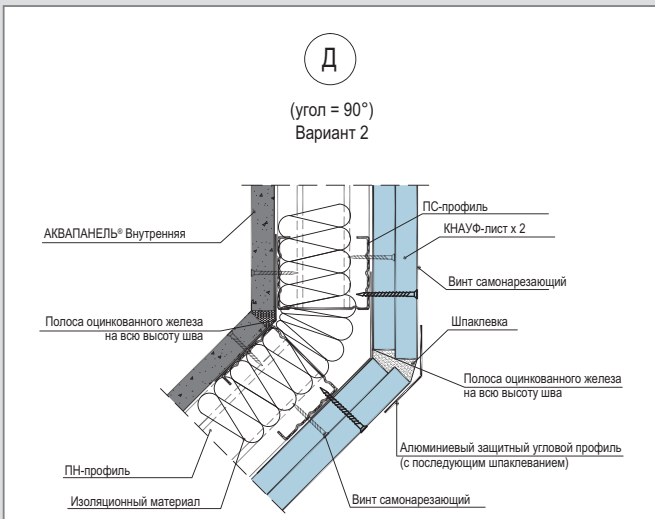 Д
(угол = 90°)
Вариант 2
ПС-профиль
АКВАПАНЕЛЬ® Внутренняя
КНАУФ-лист х 2
Винт самонарезающий
Полоса оцинкованного железа
на всю высоту шва
Шпаклевка
Полоса оцинкованного железа
на всю высоту шва
Алюминиевый защитный угловой профиль
(с последующим шпаклеванием)
ПН-профиль
Изоляционный материал
Винт самонарезающий